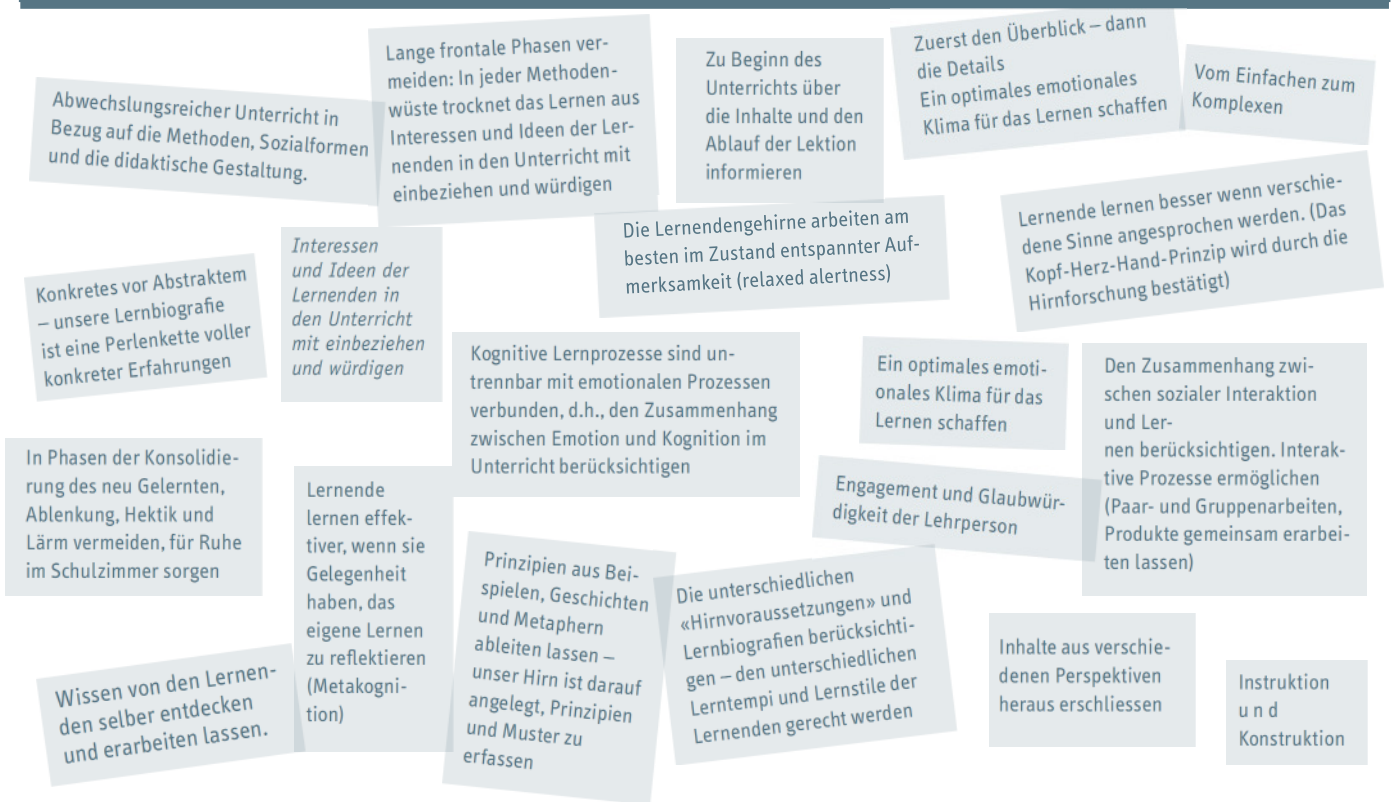 Abwechslungsreicher Unterricht in
Bezug auf die Methoden, Sozialformen
und die didaktische Gestaltung.
Lange frontale Phasen ver-
meiden: In jeder Methoden-
wüste trocknet das Lernen aus
Interessen und Ideen der Ler-
nenden in den Unterricht mit
einbeziehen und würdigen
Zu Beginn des
Unterrichts über
die Inhalte und den
Ablauf der Lektion
informieren
Zuerst den Überblick – dann
die Details
Ein optimales emotionales
Klima für das Lernen schaffen
Vom Einfachen zum
Komplexen
Konkretes vor Abstraktem
– unsere Lernbiografie
ist eine Perlenkette voller
konkreter Erfahrungen
Interessen
und Ideen der
Lernenden in
den Unterricht
mit einbeziehen
und würdigen
Die Lernendengehirne arbeiten am
besten im Zustand entspannter Auf-
merksamkeit (relaxed alertness)
Lernende lernen besser wenn verschie-
dene Sinne angesprochen werden. (Das
Kopf-Herz-Hand-Prinzip wird durch die
Hirnforschung bestätigt)
Kognitive Lernprozesse sind un-
trennbar mit emotionalen Prozessen
verbunden, d.h., den Zusammenhang
zwischen Emotion und Kognition im
Unterricht berücksichtigen
Ein optimales emoti-
onales Klima für das
Lernen schaffen
Den Zusammenhang zwi-
schen sozialer Interaktion
und Ler-
nen berücksichtigen. Interak-
tive Prozesse ermöglichen
(Paar- und Gruppenarbeiten,
Produkte gemeinsam erarbei-
ten lassen)
In Phasen der Konsolidie-
rung des neu Gelernten,
Ablenkung, Hektik und
Lärm vermeiden, für Ruhe
im Schulzimmer sorgen
Lernende
lernen effek-
tiver, wenn sie
Gelegenheit
haben, das
eigene Lernen
zu reflektieren
(Metakogni-
tion)
Engagement und Glaubwür-
digkeit der Lehrperson
Prinzipien aus Bei-
spielen, Geschichten
und Metaphern
ableiten lassen –
unser Hirn ist darauf
angelegt, Prinzipien
und Muster zu
erfassen
Die unterschiedlichen
«Hirnvoraussetzungen» und
Lernbiografien berücksichti-
gen – den unterschiedlichen
Lerntempi und Lernstile der
Lernenden gerecht werden
Wissen von den Lernen-
den selber entdecken
und erarbeiten lassen.
Inhalte aus verschie-
denen Perspektiven
heraus erschliessen
Instruktion
u n d
Konstruktion